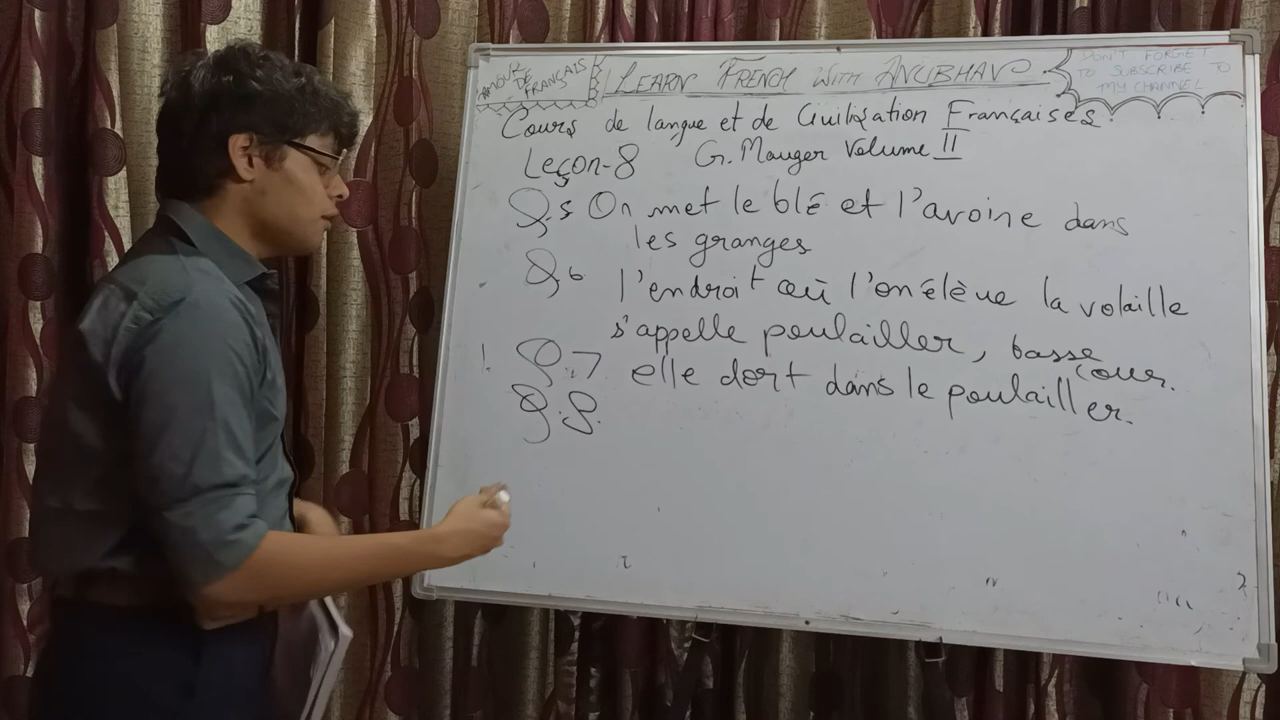 AMOUR
DE
FRANÇAIS
LEARN FRENCH WITH ANUBHAV
DON'T FORGET
TO SUBSCRIBE TO
MY CHANNEL
Cours de langue et de Civilisation Françaises
Leçon-8 G. Mauger Volume II
Q.5 On met le blé et l'avoine dans
les granges
Q.6 l'endroit où l'on élève la volaille
s'appelle poulailler, basse
cour.
Q.7 elle dort dans le poulailler.
Q.8.